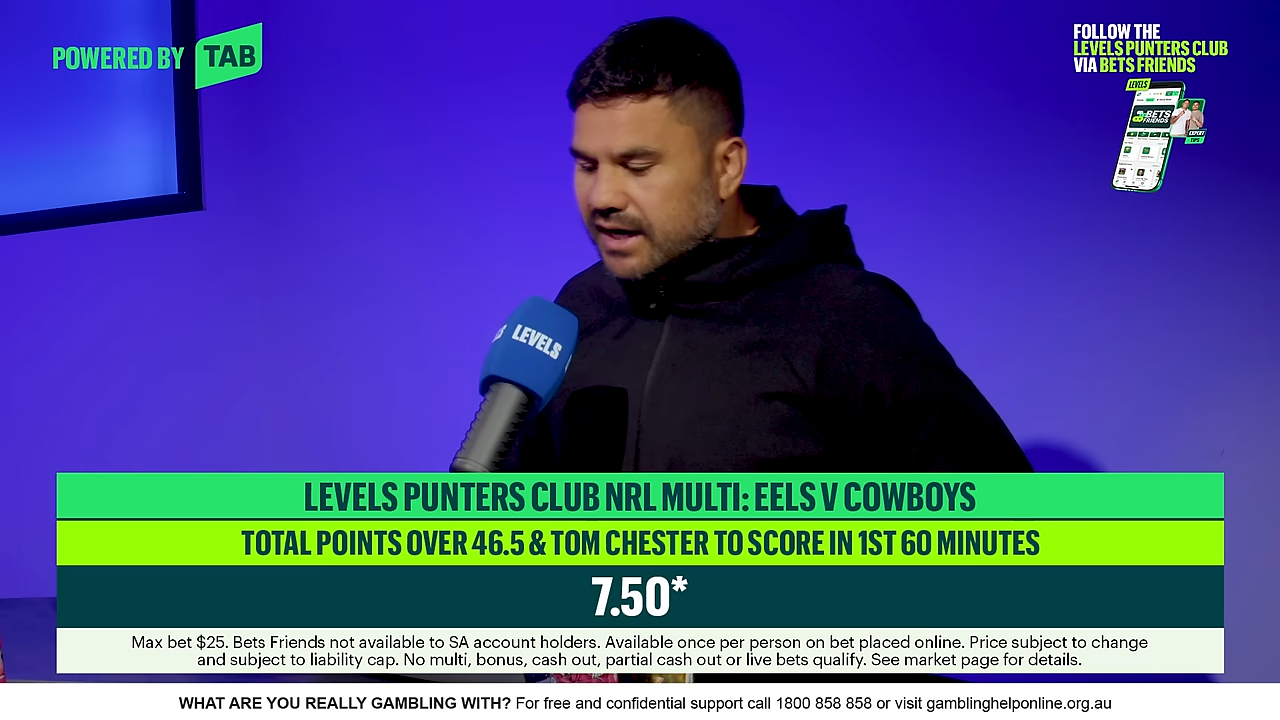 POWERED BY TAB
FOLLOW THE
LEVELS PUNTERS CLUB
VIA BETS FRIENDS
LEVELS
BETS
FRIENDS
EXPERT
TIPS
LEVELS
LEVELS PUNTERS CLUB NRL MULTI: EELS V COWBOYS
TOTAL POINTS OVER 46.5 & TOM CHESTER TO SCORE IN 1ST 60 MINUTES
7.50*
Max bet $25. Bets Friends not available to SA account holders. Available once per person on bet placed online. Price subject to change
and subject to liability cap. No multi, bonus, cash out, partial cash out or live bets qualify. See market page for details.
WHAT ARE YOU REALLY GAMBLING WITH? For free and confidential support call 1800 858 858 or visit gamblinghelponline.org.au